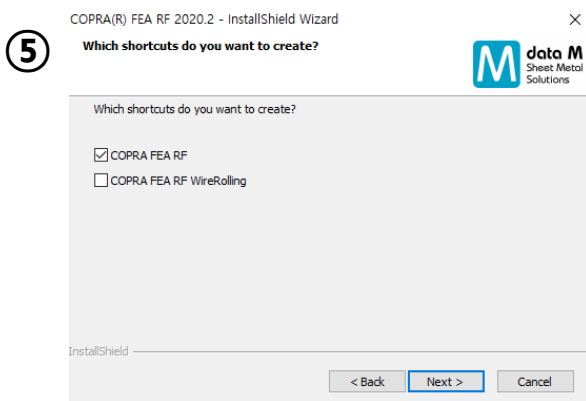 COPRA(R) FEA RF 2020.2 - InstallShield Wizard
⑤
Which shortcuts do you want to create?
M data M
Sheet Metal
Solutions
Which shortcuts do you want to create?
COPRA FEA RF
COPRA FEA RF WireRolling
InstallShield
< Back Next > Cancel